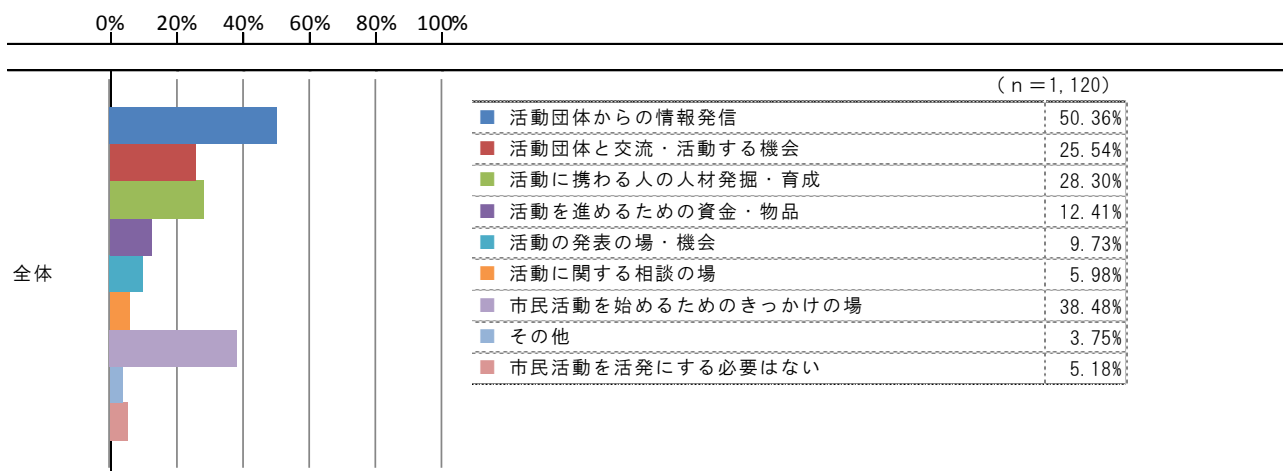 0% 20% 40% 60% 80% 100%
(n=1,120)
活動団体からの情報発信 50.36%
活動団体と交流・活動する機会 25.54%
活動に携わる人の人材発掘・育成 28.30%
活動を進めるための資金・物品 12.41%
活動の発表の場・機会 9.73%
全体
活動に関する相談の場 5.98%
市民活動を始めるためのきっかけの場 38.48%
その他 3.75%
市民活動を活発にする必要はない 5.18%